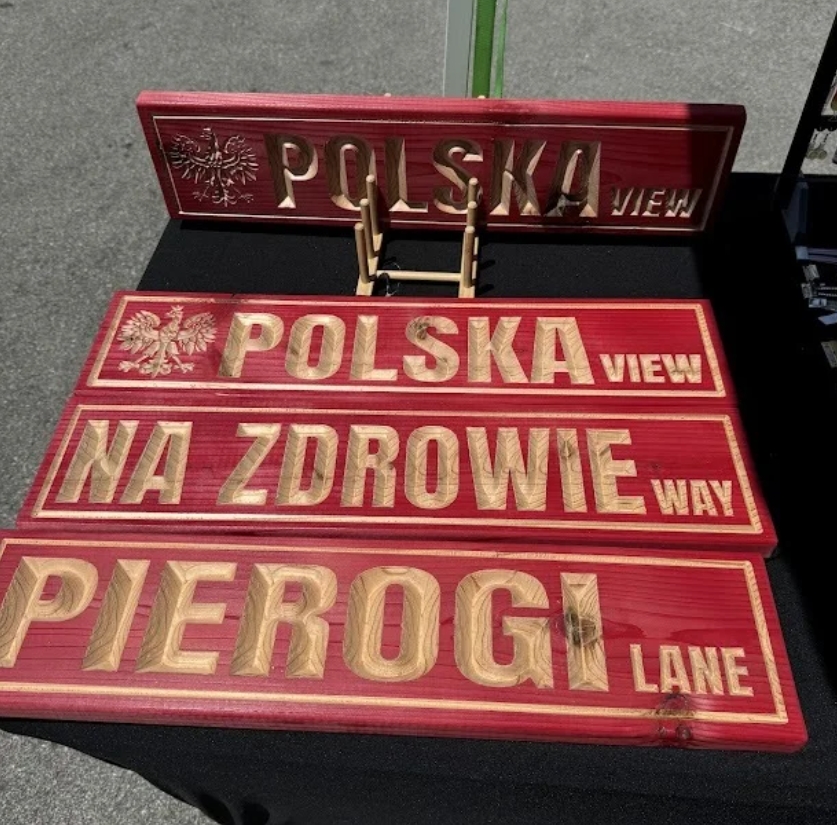 POLSKA VIEW
POLSKA VIEW
NA ZDROWIE WAY
PIEROGI LANE